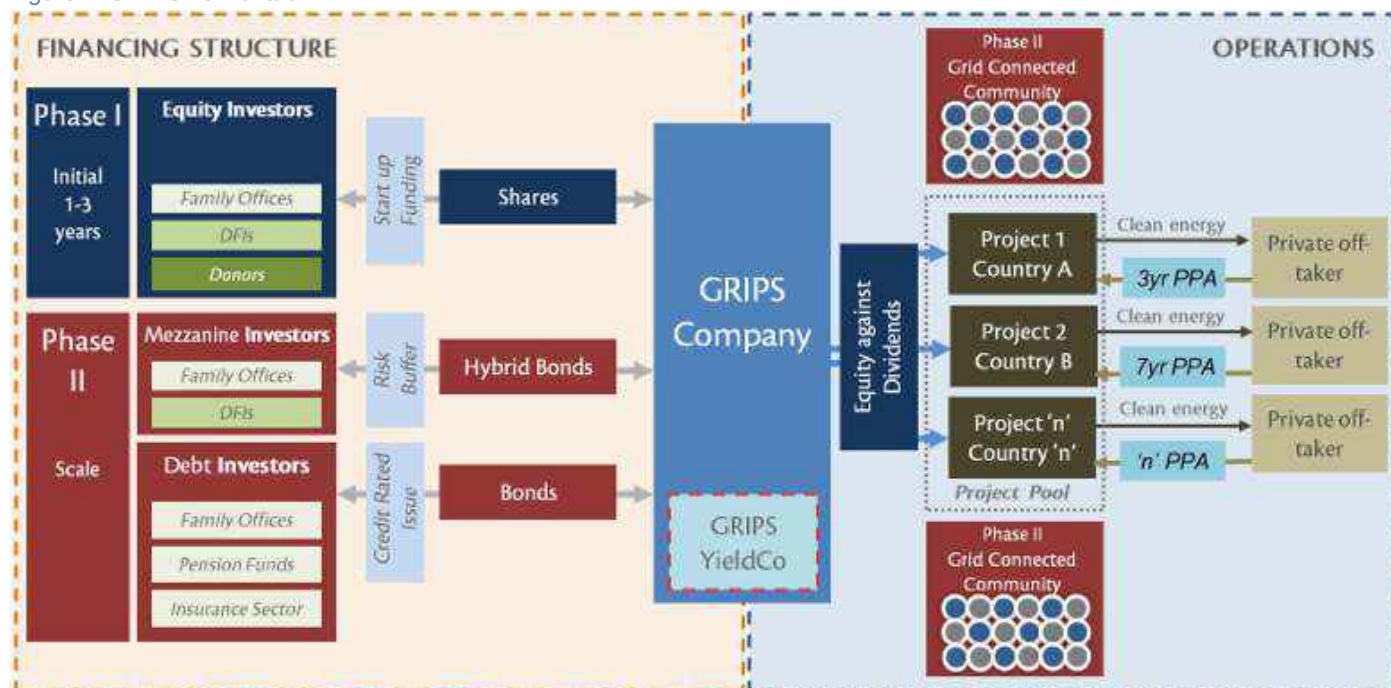 FINANCING STRUCTURE
Phase I
Initial
1-3
years
Equity Investors
Family Offices
DFIs
Donors
Start up
Funding
Shares
Phase
II
Scale
Mezzanine Investors
Family Offices
DFIs
Risk
Buffer
Hybrid Bonds
Debt Investors
Family Offices
Pension Funds
Insurance Sector
Credit Rated
Issue
Bonds
GRIPS
Company
GRIPS
YieldCo
OPERATIONS
Phase II
Grid Connected
Community
Equity against
Dividends
Project 1
Country A
Clean energy
3yr PPA
Private off-
taker
Project 2
Country B
Clean energy
7yr PPA
Private off-
taker
Project 'n'
Country 'n'
Clean energy
'n' PPA
Private off-
taker
Project Pool
Phase II
Grid Connected
Community